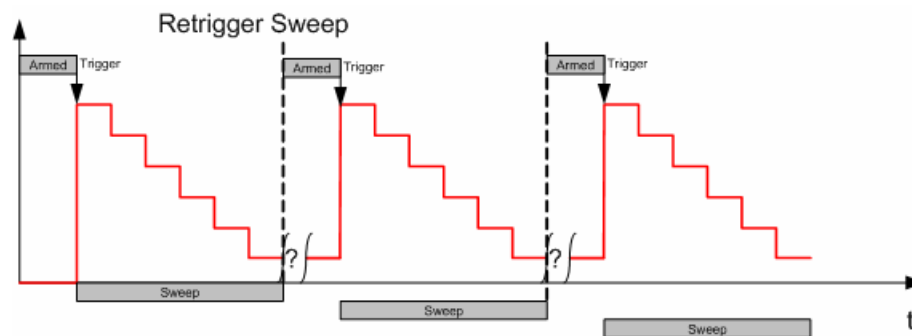 Retrigger Sweep
Armed Trigger Armed Trigger Armed Trigger
? ?
Sweep
Sweep
Sweep
t